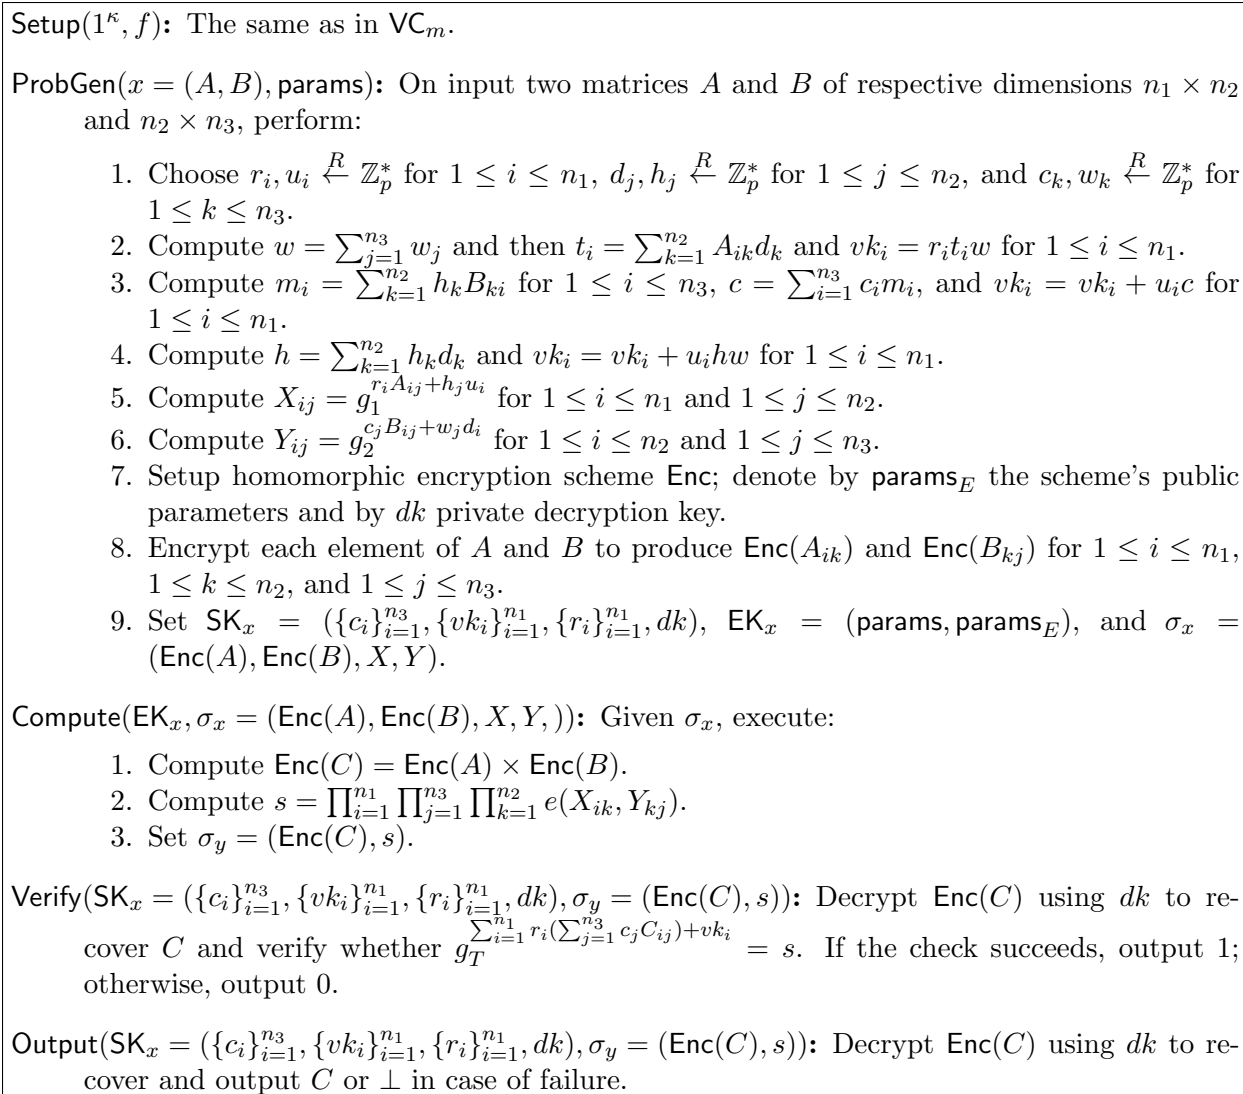 Setup(1^κ, f): The same as in VC_m.
ProbGen(x = (A, B), params): On input two matrices A and B of respective dimensions n_1 × n_2
and n_2 × n_3, perform:
1. Choose r_i, u_i ←^R ℤ_p^* for 1 ≤ i ≤ n_1, d_j, h_j ←^R ℤ_p^* for 1 ≤ j ≤ n_2, and c_k, w_k ←^R ℤ_p^* for
1 ≤ k ≤ n_3.
2. Compute w = ∑_{j=1}^{n_3} w_j and then t_i = ∑_{k=1}^{n_2} A_{ik}d_k and vk_i = r_i t_i w for 1 ≤ i ≤ n_1.
3. Compute m_i = ∑_{k=1}^{n_2} h_k B_{ki} for 1 ≤ i ≤ n_3, c = ∑_{i=1}^{n_3} c_i m_i, and vk_i = vk_i + u_i c for
1 ≤ i ≤ n_1.
4. Compute h = ∑_{k=1}^{n_2} h_k d_k and vk_i = vk_i + u_i hw for 1 ≤ i ≤ n_1.
5. Compute X_{ij} = g_1^{r_i A_{ij}+h_j u_i} for 1 ≤ i ≤ n_1 and 1 ≤ j ≤ n_2.
6. Compute Y_{ij} = g_2^{c_j B_{ij}+w_j d_i} for 1 ≤ i ≤ n_2 and 1 ≤ j ≤ n_3.
7. Setup homomorphic encryption scheme Enc; denote by params_E the scheme's public
parameters and by dk private decryption key.
8. Encrypt each element of A and B to produce Enc(A_{ik}) and Enc(B_{kj}) for 1 ≤ i ≤ n_1,
1 ≤ k ≤ n_2, and 1 ≤ j ≤ n_3.
9. Set SK_x = ({c_i}_{i=1}^{n_3}, {vk_i}_{i=1}^{n_1}, {r_i}_{i=1}^{n_1}, dk), EK_x = (params, params_E), and σ_x =
(Enc(A), Enc(B), X, Y).
Compute(EK_x, σ_x = (Enc(A), Enc(B), X, Y, )): Given σ_x, execute:
1. Compute Enc(C) = Enc(A) × Enc(B).
2. Compute s = ∏_{i=1}^{n_1} ∏_{j=1}^{n_3} ∏_{k=1}^{n_2} e(X_{ik}, Y_{kj}).
3. Set σ_y = (Enc(C), s).
Verify(SK_x = ({c_i}_{i=1}^{n_3}, {vk_i}_{i=1}^{n_1}, {r_i}_{i=1}^{n_1}, dk), σ_y = (Enc(C), s)): Decrypt Enc(C) using dk to re-
cover C and verify whether g_T^{∑_{i=1}^{n_1} r_i(∑_{j=1}^{n_3} c_j C_{ij})+vk_i} = s. If the check succeeds, output 1;
otherwise, output 0.
Output(SK_x = ({c_i}_{i=1}^{n_3}, {vk_i}_{i=1}^{n_1}, {r_i}_{i=1}^{n_1}, dk), σ_y = (Enc(C), s)): Decrypt Enc(C) using dk to re-
cover and output C or ⊥ in case of failure.